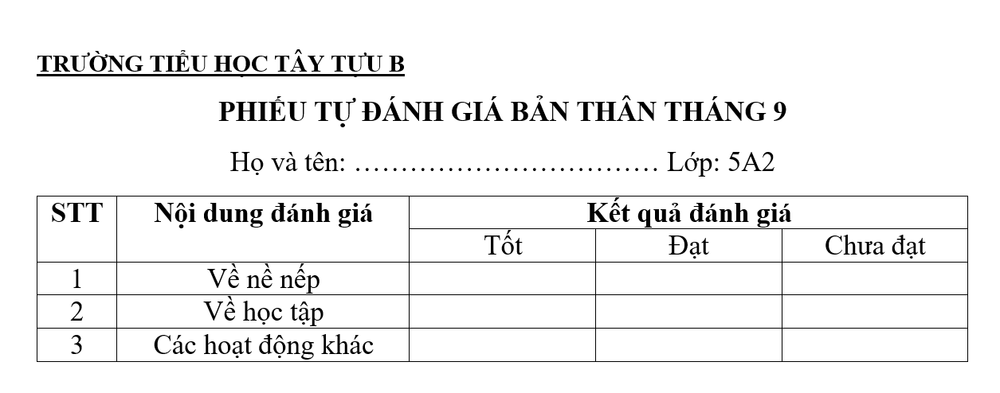 TRƯỜNG TIỂU HỌC TÂY TỰU B
PHIẾU TỰ ĐÁNH GIÁ BẢN THÂN THÁNG 9
Họ và tên: …………………………… Lớp: 5A2
STT Nội dung đánh giá Kết quả đánh giá
Tốt Đạt Chưa đạt
1 Về nề nếp
2 Về học tập
3 Các hoạt động khác